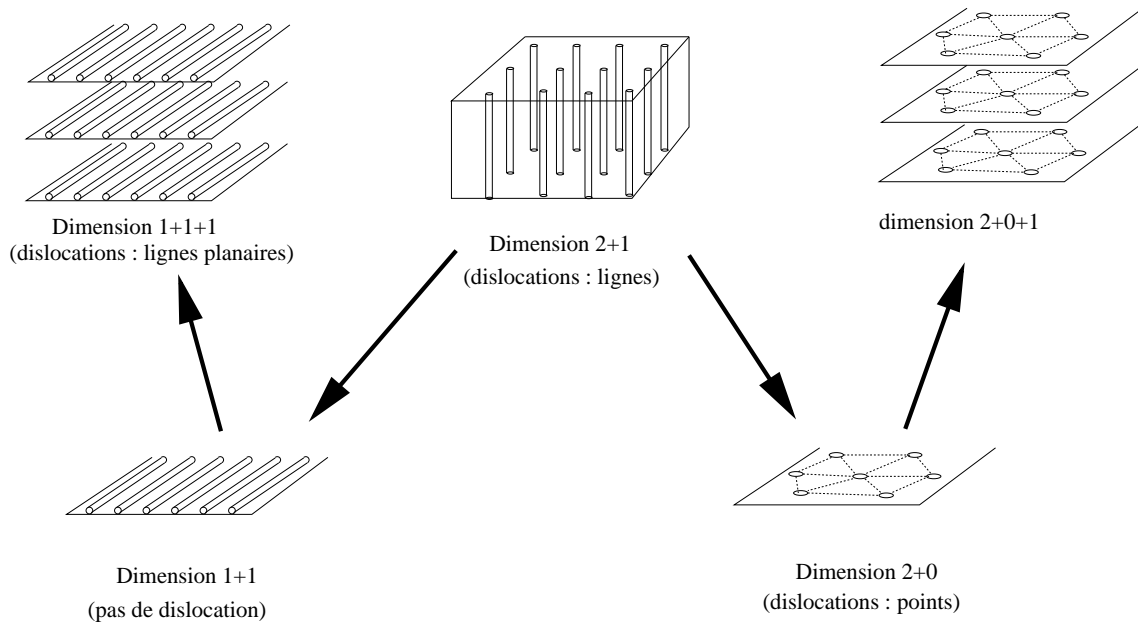 Dimension 1+1+1
(dislocations : lignes planaires)
Dimension 2+1
(dislocations : lignes)
dimension 2+0+1
Dimension 1+1
(pas de dislocation)
Dimension 2+0
(dislocations : points)